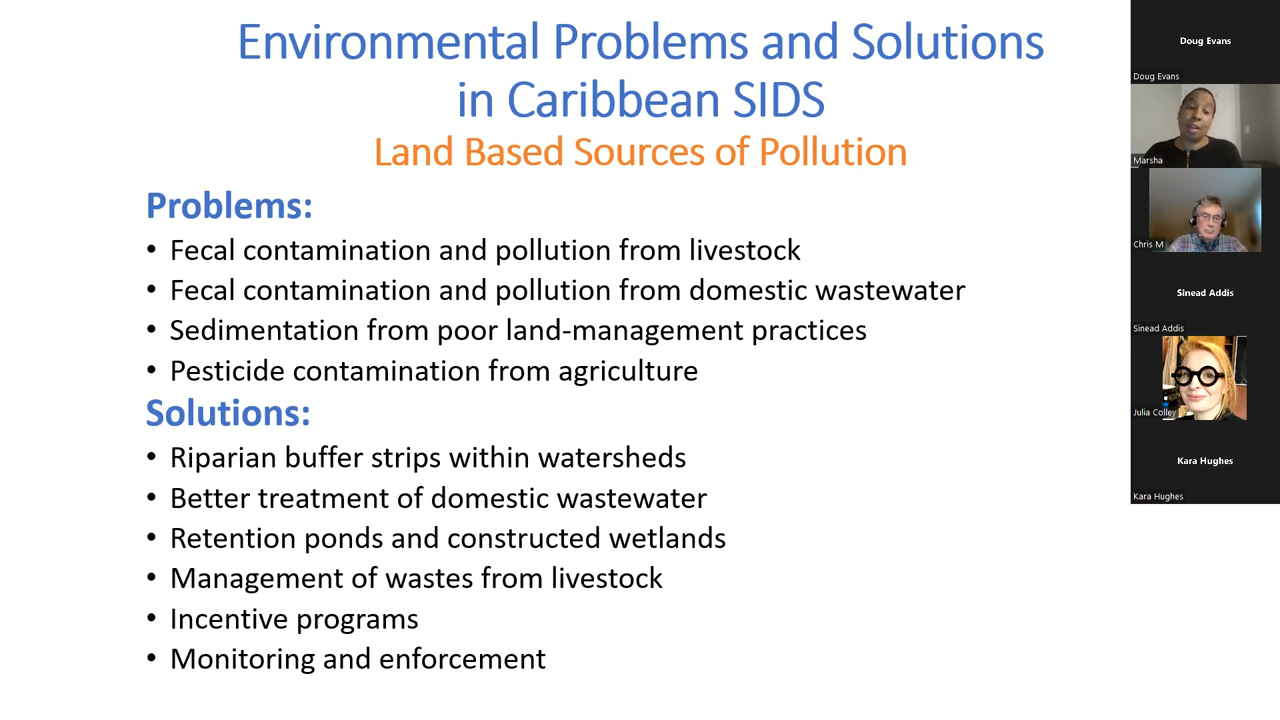 Environmental Problems and Solutions
in Caribbean SIDS
Land Based Sources of Pollution
Problems:
• Fecal contamination and pollution from livestock
• Fecal contamination and pollution from domestic wastewater
• Sedimentation from poor land-management practices
• Pesticide contamination from agriculture
Solutions:
• Riparian buffer strips within watersheds
• Better treatment of domestic wastewater
• Retention ponds and constructed wetlands
• Management of wastes from livestock
• Incentive programs
• Monitoring and enforcement
Doug Evans
Doug Evans
Marsha
Chris M
Sinead Addis
Sinead Addis
Julia Colley
Kara Hughes
Kara Hughes